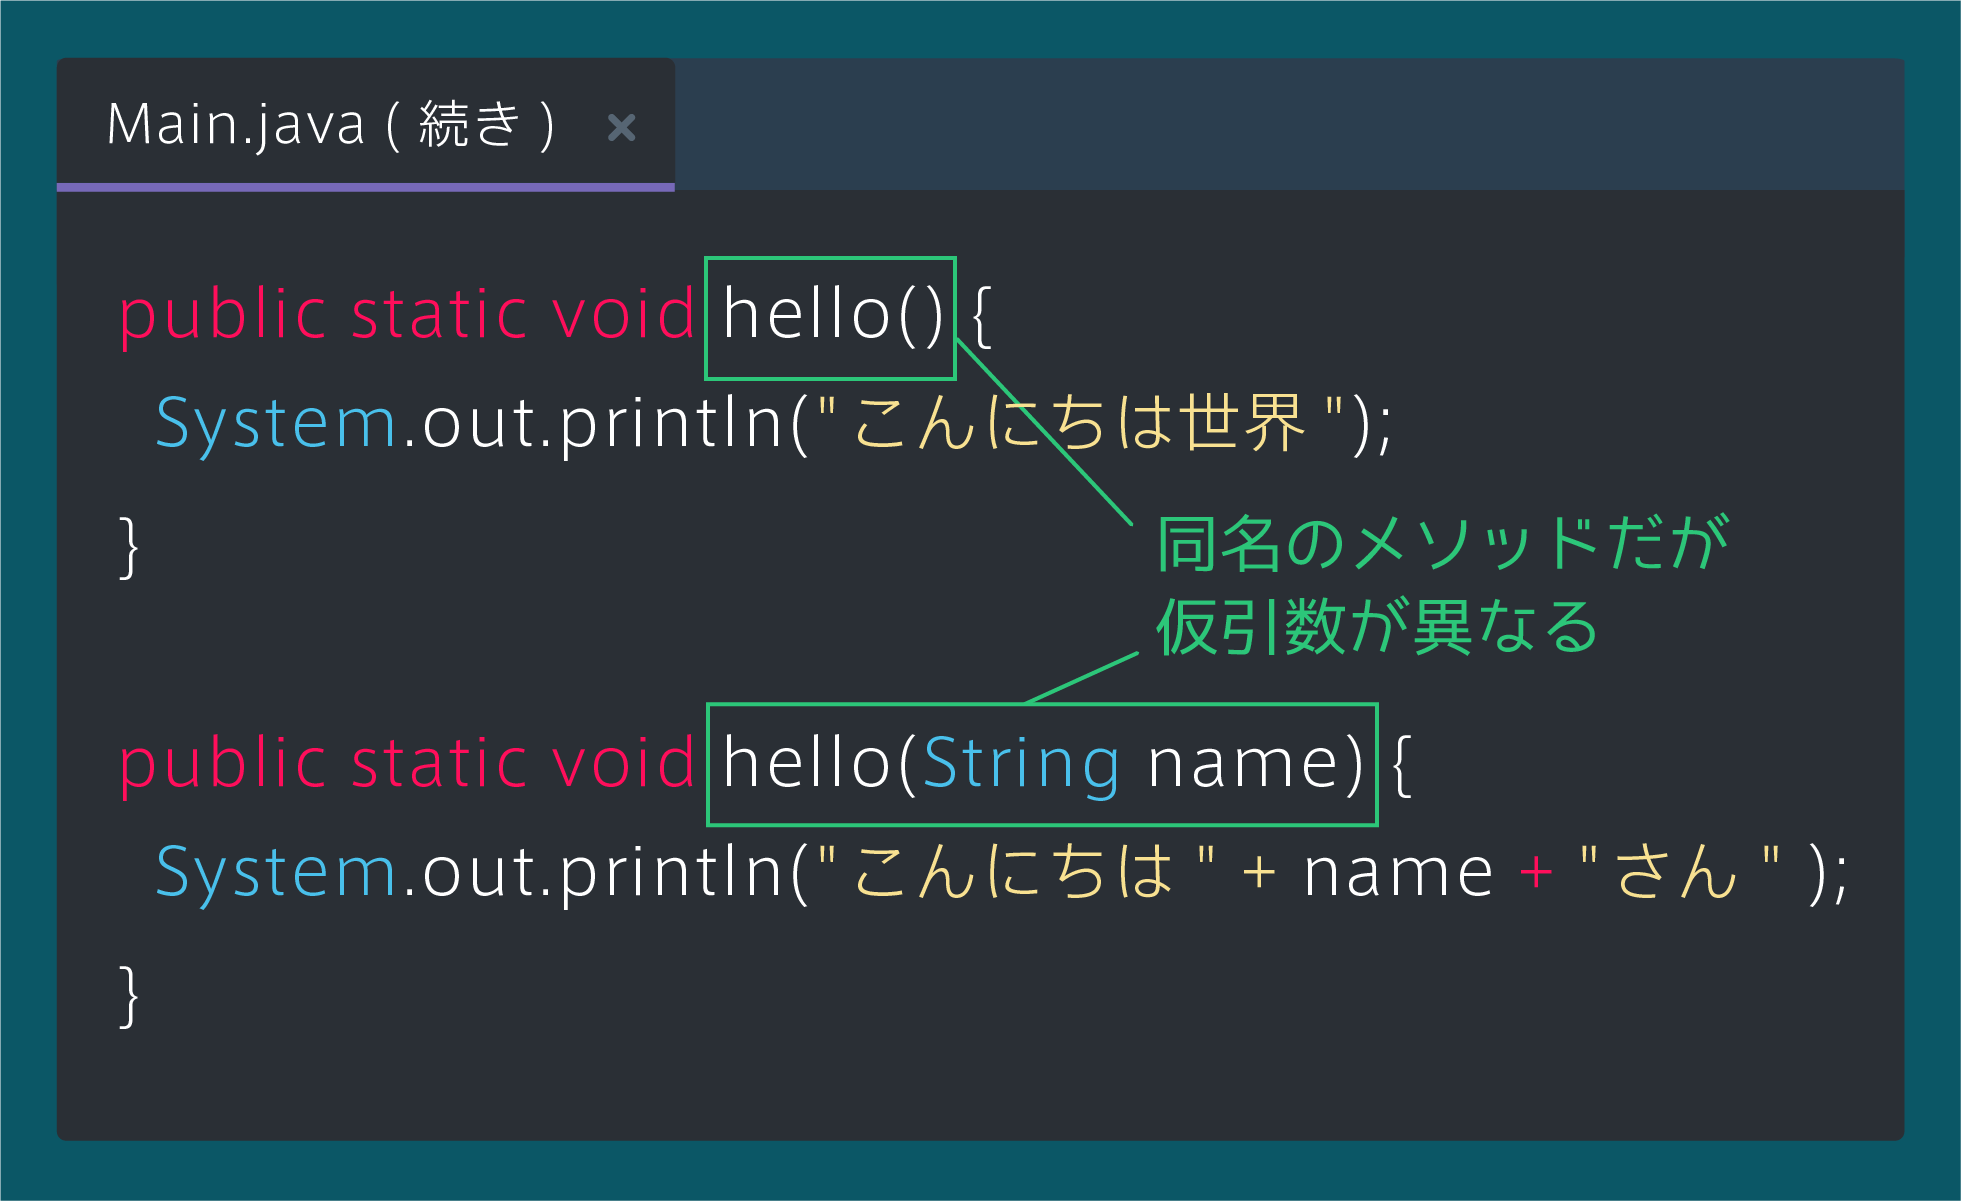 Main.java ( 続き ) ×
public static void hello() {
System.out.println("こんにちは世界");
}
同名のメソッドだが
仮引数が異なる
public static void hello(String name) {
System.out.println("こんにちは" + name + "さん" );
}